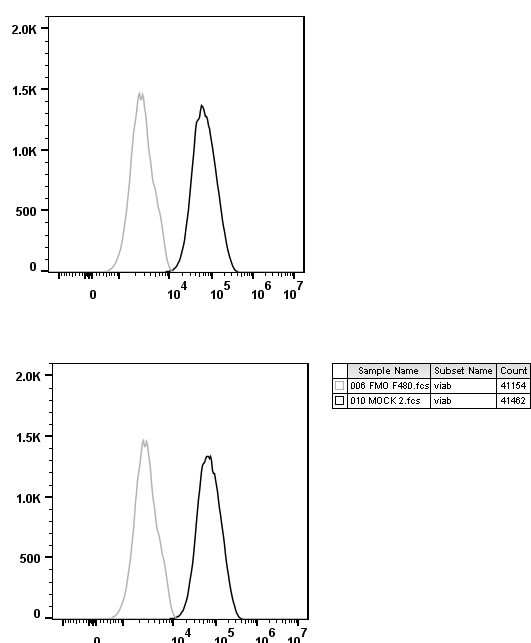 2.0K
1.5K
1.0K
500
0
0 10^4 10^5 10^6 10^7
2.0K
1.5K
1.0K
500
0
0 10^4 10^5 10^6 10^7
Sample Name Subset Name Count
006 FMO F480.fcs viab 41154
010 MOCK 2.fcs viab 41462